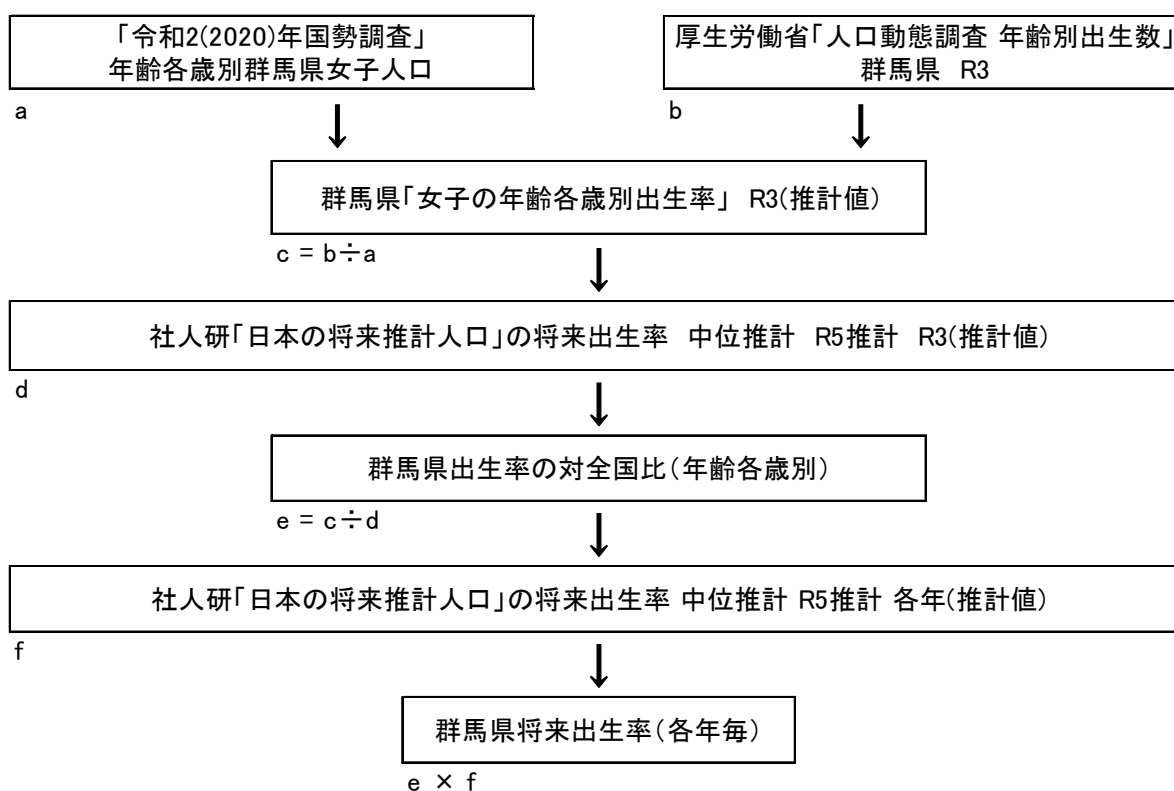 「令和2(2020)年国勢調査」
年齢各歳別群馬県女子人口
a
厚生労働省「人口動態調査 年齢別出生数」
群馬県 R3
b
群馬県「女子の年齢各歳別出生率」 R3(推計値)
c = b÷a
社人研「日本の将来推計人口」の将来出生率 中位推計 R5推計 R3(推計値)
d
群馬県出生率の対全国比(年齢各歳別)
e = c÷d
社人研「日本の将来推計人口」の将来出生率 中位推計 R5推計 各年(推計値)
f
群馬県将来出生率(各年毎)
e × f